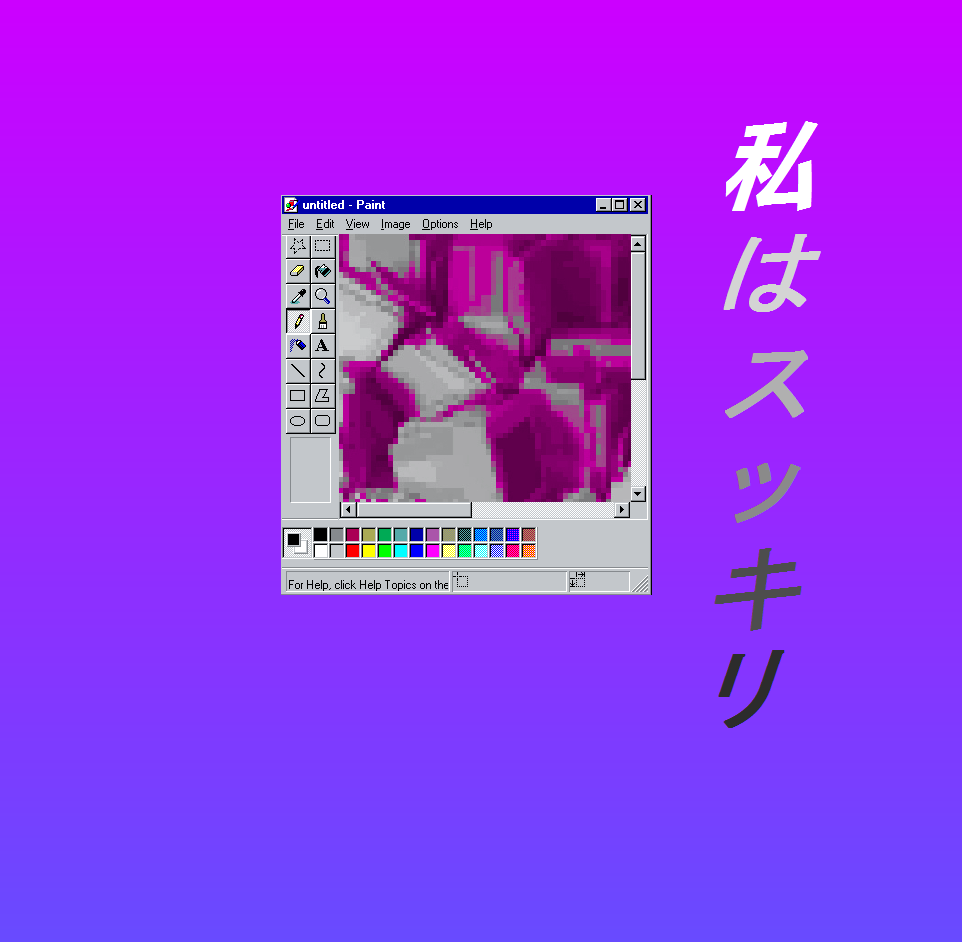 untitled - Paint
File Edit View Image Options Help
A
For Help, click Help Topics on the
私はスッキリ